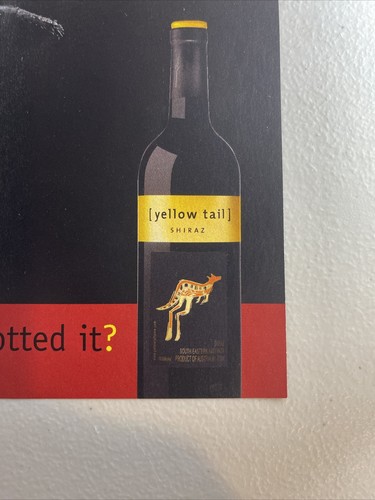 [yellow tail]
SHIRAZ
otted it?
SOUTH EASTERN AUSTRALIA
PRODUCT OF AUSTRALIA